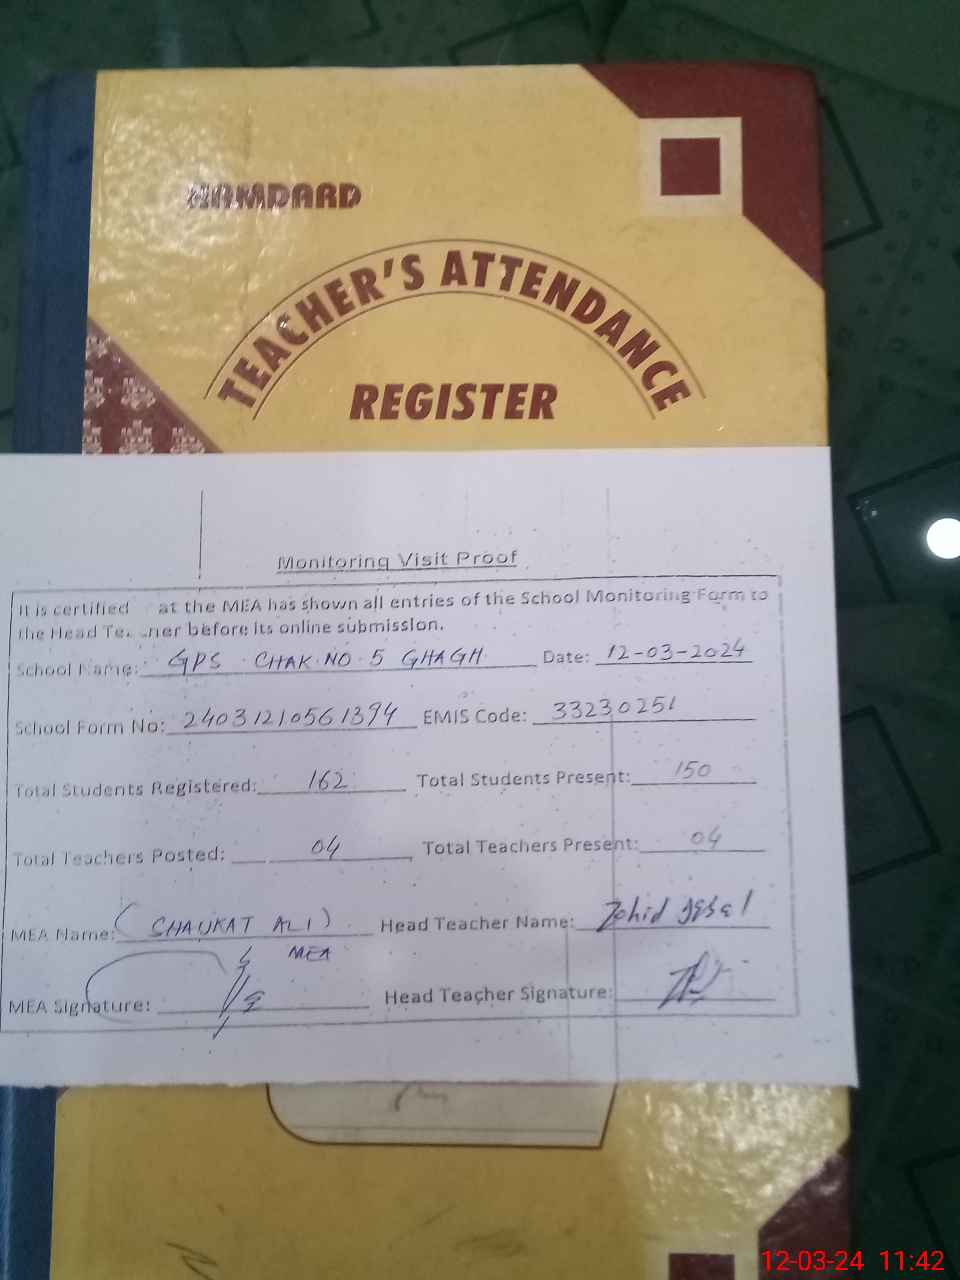 HAMDARD
TEACHER'S ATTENDANCE
REGISTER
Monitoring Visit Proof
It is certified at the MEA has shown all entries of the School Monitoring Form to
the Head Teacher before its online submission.
School Name: GPS CHAK NO 5 GHAGH Date: 12-03-2024
School Form No: 24031210561394 EMIS Code: 33230251
Total Students Registered: 162 Total Students Present: 150
Total Teachers Posted: 04 Total Teachers Present: 04
MEA Name: (SHAUKAT ALI) Head Teacher Name: Zahid Iqbal
MEA
MEA Signature: Head Teacher Signature:
12-03-24 11:42